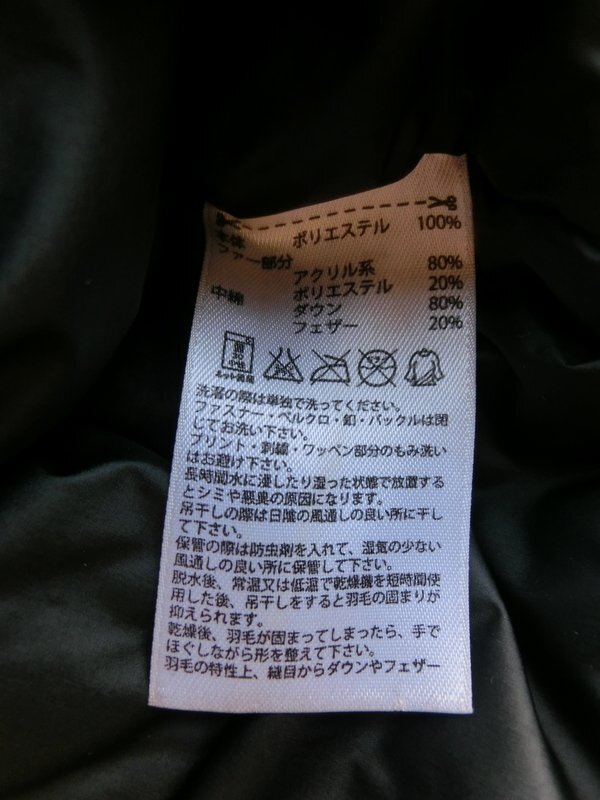 本体 ポリエステル 100%
ファー部分
アクリル系 80%
ポリエステル 20%
中綿 ダウン 80%
フェザー 20%
洗濯の際は単独で洗ってください。
ファスナー・ベルクロ・釦・バックルは閉
じてお洗い下さい。
プリント・刺繍・ワッペン部分のもみ洗い
はお避け下さい。
長時間水に浸したり湿った状態で放置する
とシミや悪臭の原因になります。
吊干しの際は日陰の風通しの良い所に干し
て下さい。
保管の際は防虫剤を入れて、湿気の少ない
風通しの良い所に保管して下さい。
脱水後、常温又は低温で乾燥機を短時間使
用した後、吊干しをすると羽毛の固まりが
抑えられます。
乾燥後、羽毛が固まってしまったら、手で
ほぐしながら形を整えて下さい。
羽毛の特性上、縫目からダウンやフェザー